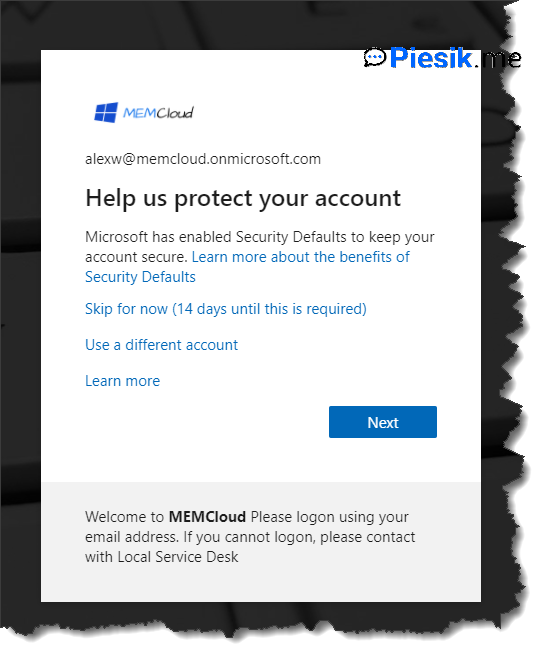 Piesik.me
MEMCloud
alexw@memcloud.onmicrosoft.com
Help us protect your account
Microsoft has enabled Security Defaults to keep your
account secure. Learn more about the benefits of
Security Defaults
Skip for now (14 days until this is required)
Use a different account
Learn more
Next
Welcome to MEMCloud Please logon using your
email address. If you cannot logon, please contact
with Local Service Desk